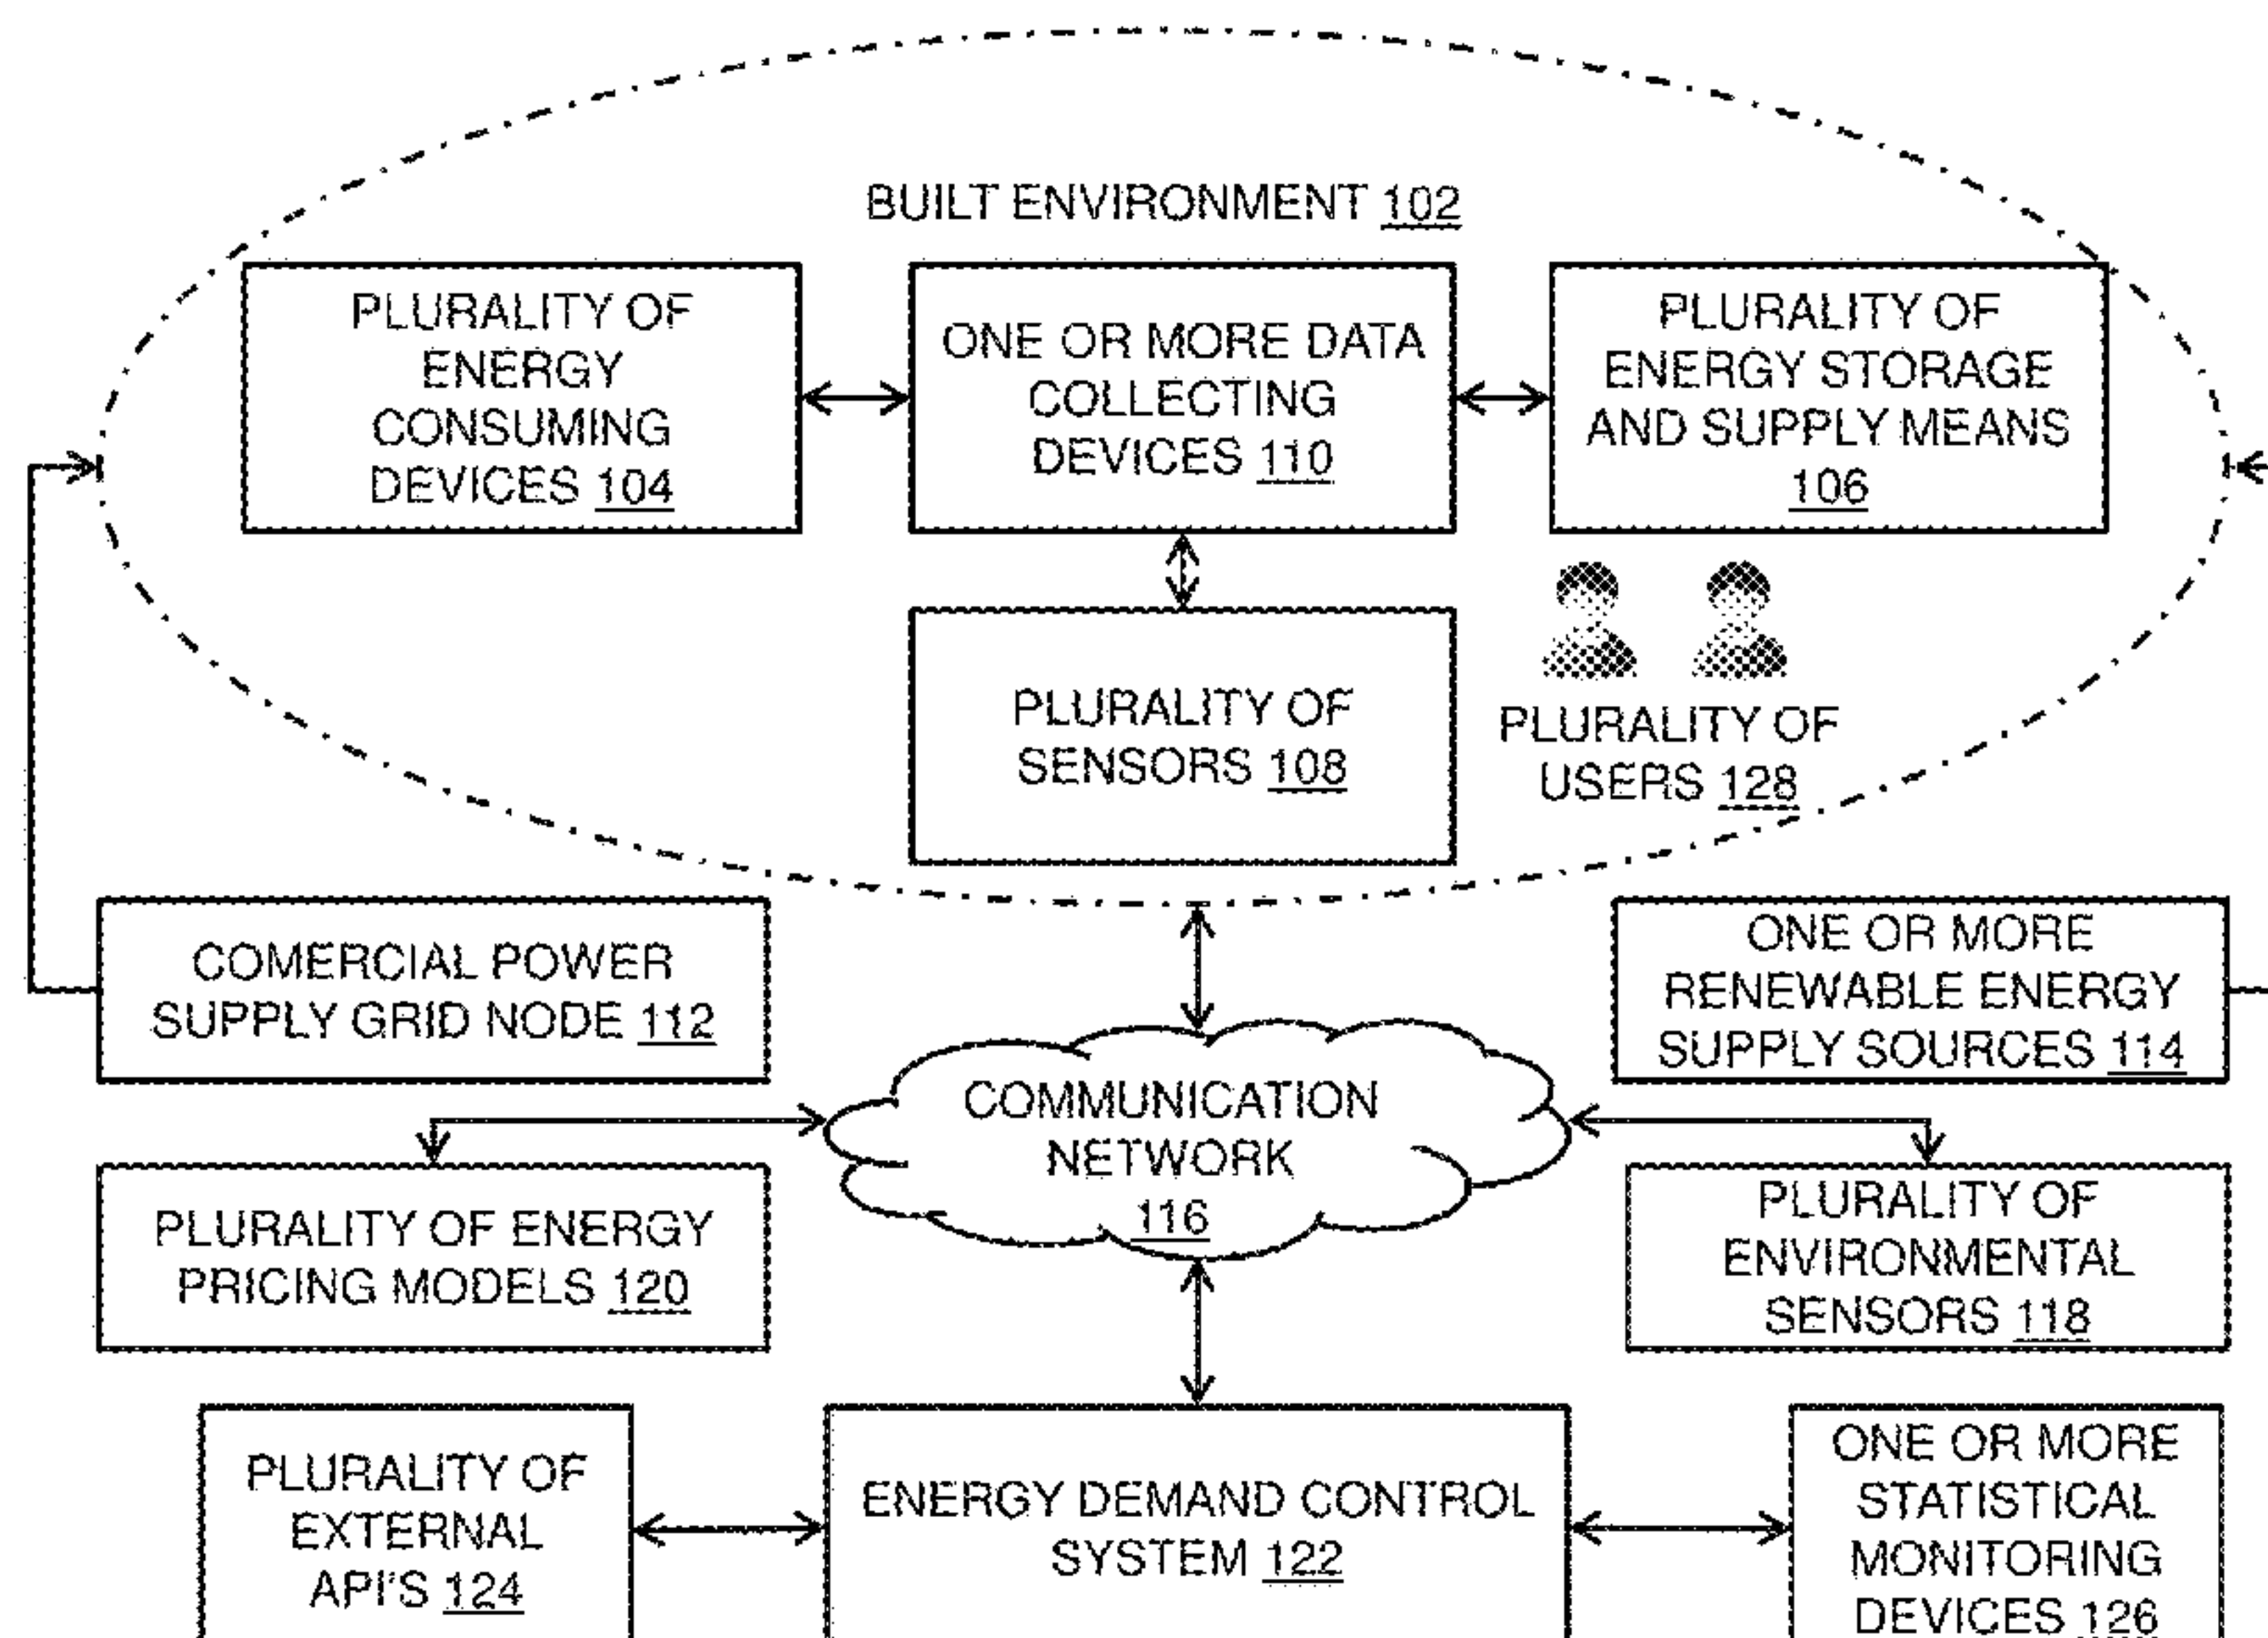 BUILT ENVIRONMENT 102
PLURALITY OF
ENERGY
CONSUMING
DEVICES 104
ONE OR MORE DATA
COLLECTING
DEVICES 110
PLURALITY OF
ENERGY STORAGE
AND SUPPLY MEANS
106
PLURALITY OF
SENSORS 108
PLURALITY OF
USERS 128
COMERCIAL POWER
SUPPLY GRID NODE 112
ONE OR MORE
RENEWABLE ENERGY
SUPPLY SOURCES 114
COMMUNICATION
NETWORK
116
PLURALITY OF ENERGY
PRICING MODELS 120
PLURALITY OF
ENVIRONMENTAL
SENSORS 118
PLURALITY OF
EXTERNAL
API'S 124
ENERGY DEMAND CONTROL
SYSTEM 122
ONE OR MORE
STATISTICAL
MONITORING
DEVICES 126